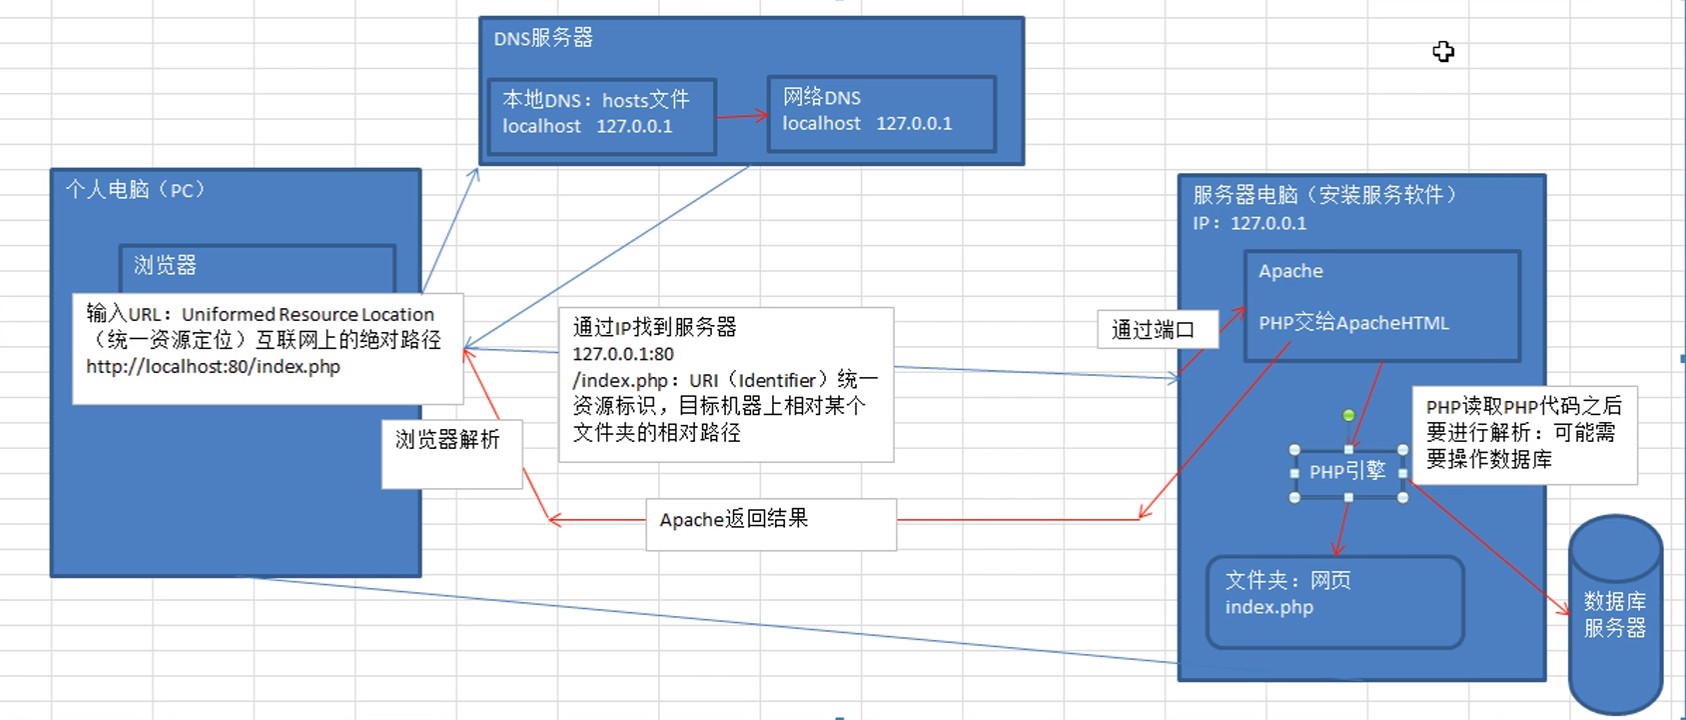 DNS服务器
本地DNS：hosts文件
localhost 127.0.0.1
网络DNS
localhost 127.0.0.1
个人电脑（PC）
浏览器
输入URL：Uniformed Resource Location
（统一资源定位）互联网上的绝对路径
http://localhost:80/index.php
通过IP找到服务器
127.0.0.1:80
/index.php：URI（Identifier）统一
资源标识，目标机器上相对某个
文件夹的相对路径
浏览器解析
Apache返回结果
通过端口
服务器电脑（安装服务软件）
IP：127.0.0.1
Apache
PHP交给ApacheHTML
PHP读取PHP代码之后
要进行解析：可能需
要操作数据库
PHP引擎
文件夹：网页
index.php
数据库
服务器